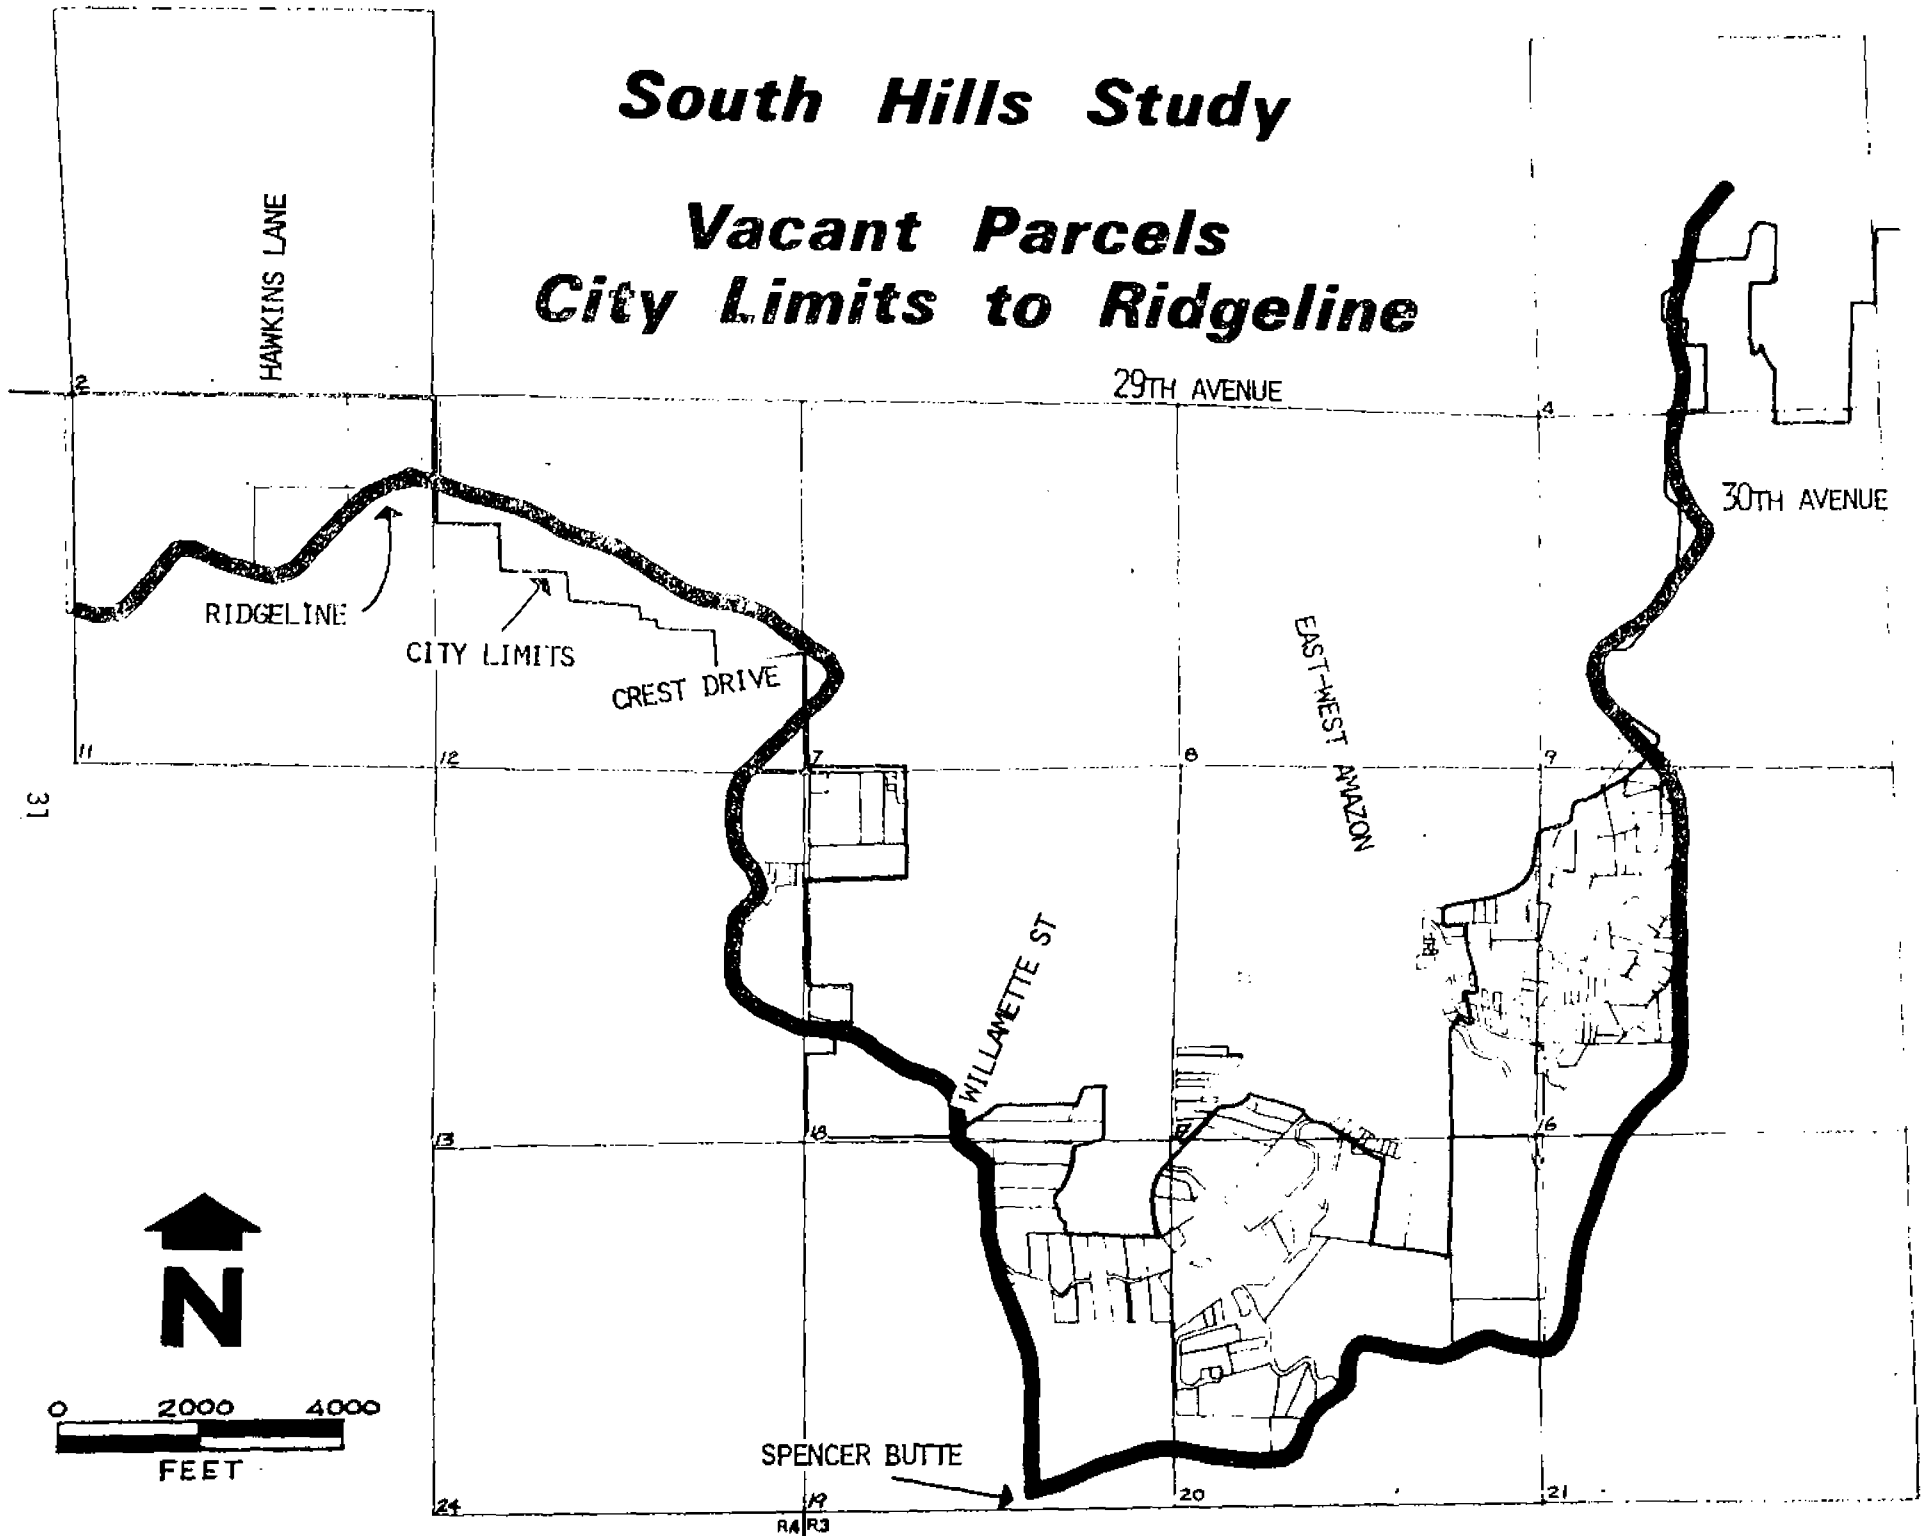 South Hills Study
Vacant Parcels
City Limits to Ridgeline
HAWKINS LANE
29TH AVENUE
2
4
30TH AVENUE
RIDGELINE
CITY LIMITS
CREST DRIVE
EAST-WEST AMAZON
11
12
7
8
9
31
WILLAMETTE ST
13
18
16
N
0 2000 4000
FEET
SPENCER BUTTE
24
19
20
21
R4 R3